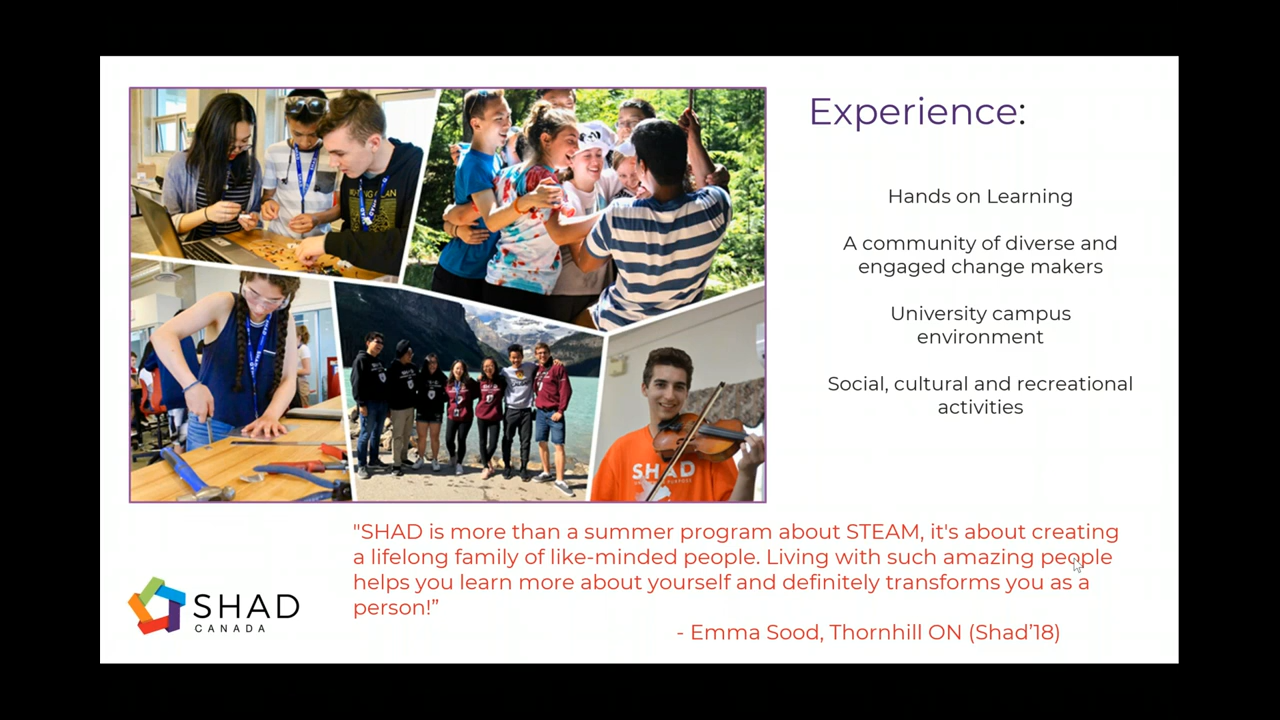 Experience:
Hands on Learning
A community of diverse and
engaged change makers
University campus
environment
Social, cultural and recreational
activities
SHAD
SHAD
"SHAD is more than a summer program about STEAM, it's about creating
a lifelong family of like-minded people. Living with such amazing people
helps you learn more about yourself and definitely transforms you as a
person!”
- Emma Sood, Thornhill ON (Shad’18)
SHAD
CANADA